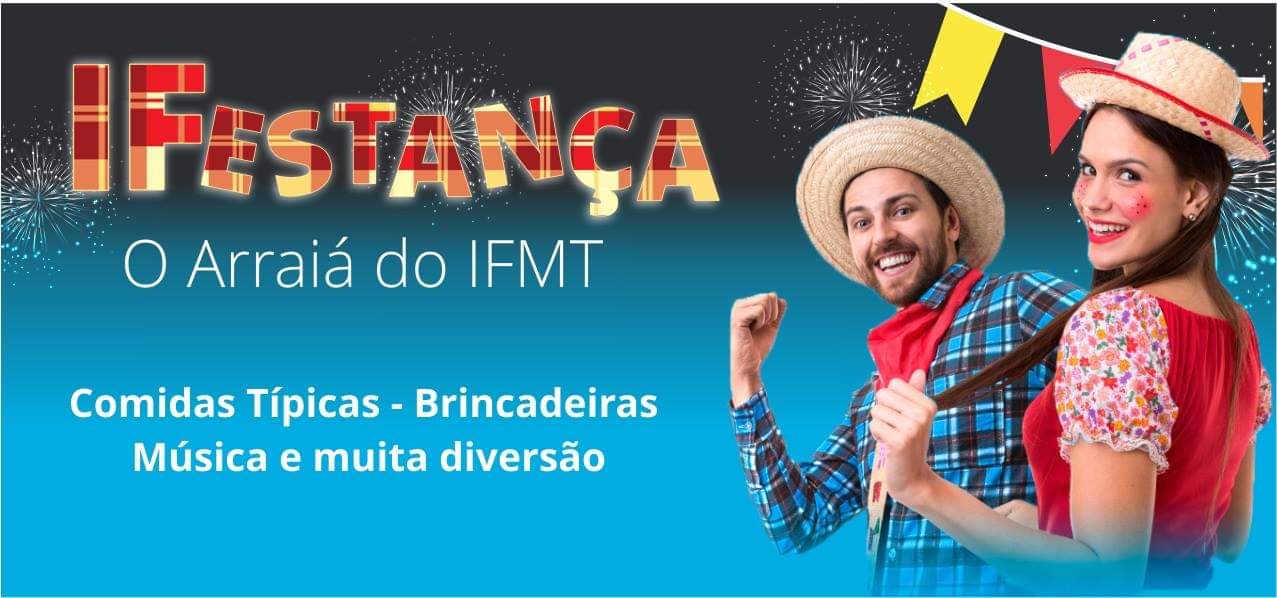 IFESTANÇA
O Arraiá do IFMT
Comidas Típicas - Brincadeiras
Música e muita diversão